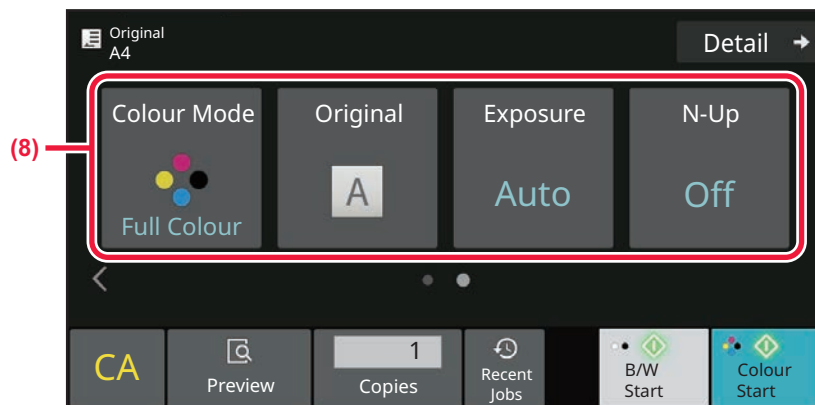 Original
A4
Detail
(8)
Colour Mode
Full Colour
Original
A
Exposure
Auto
N-Up
Off
CA
Preview
1
Copies
Recent
Jobs
B/W
Start
Colour
Start